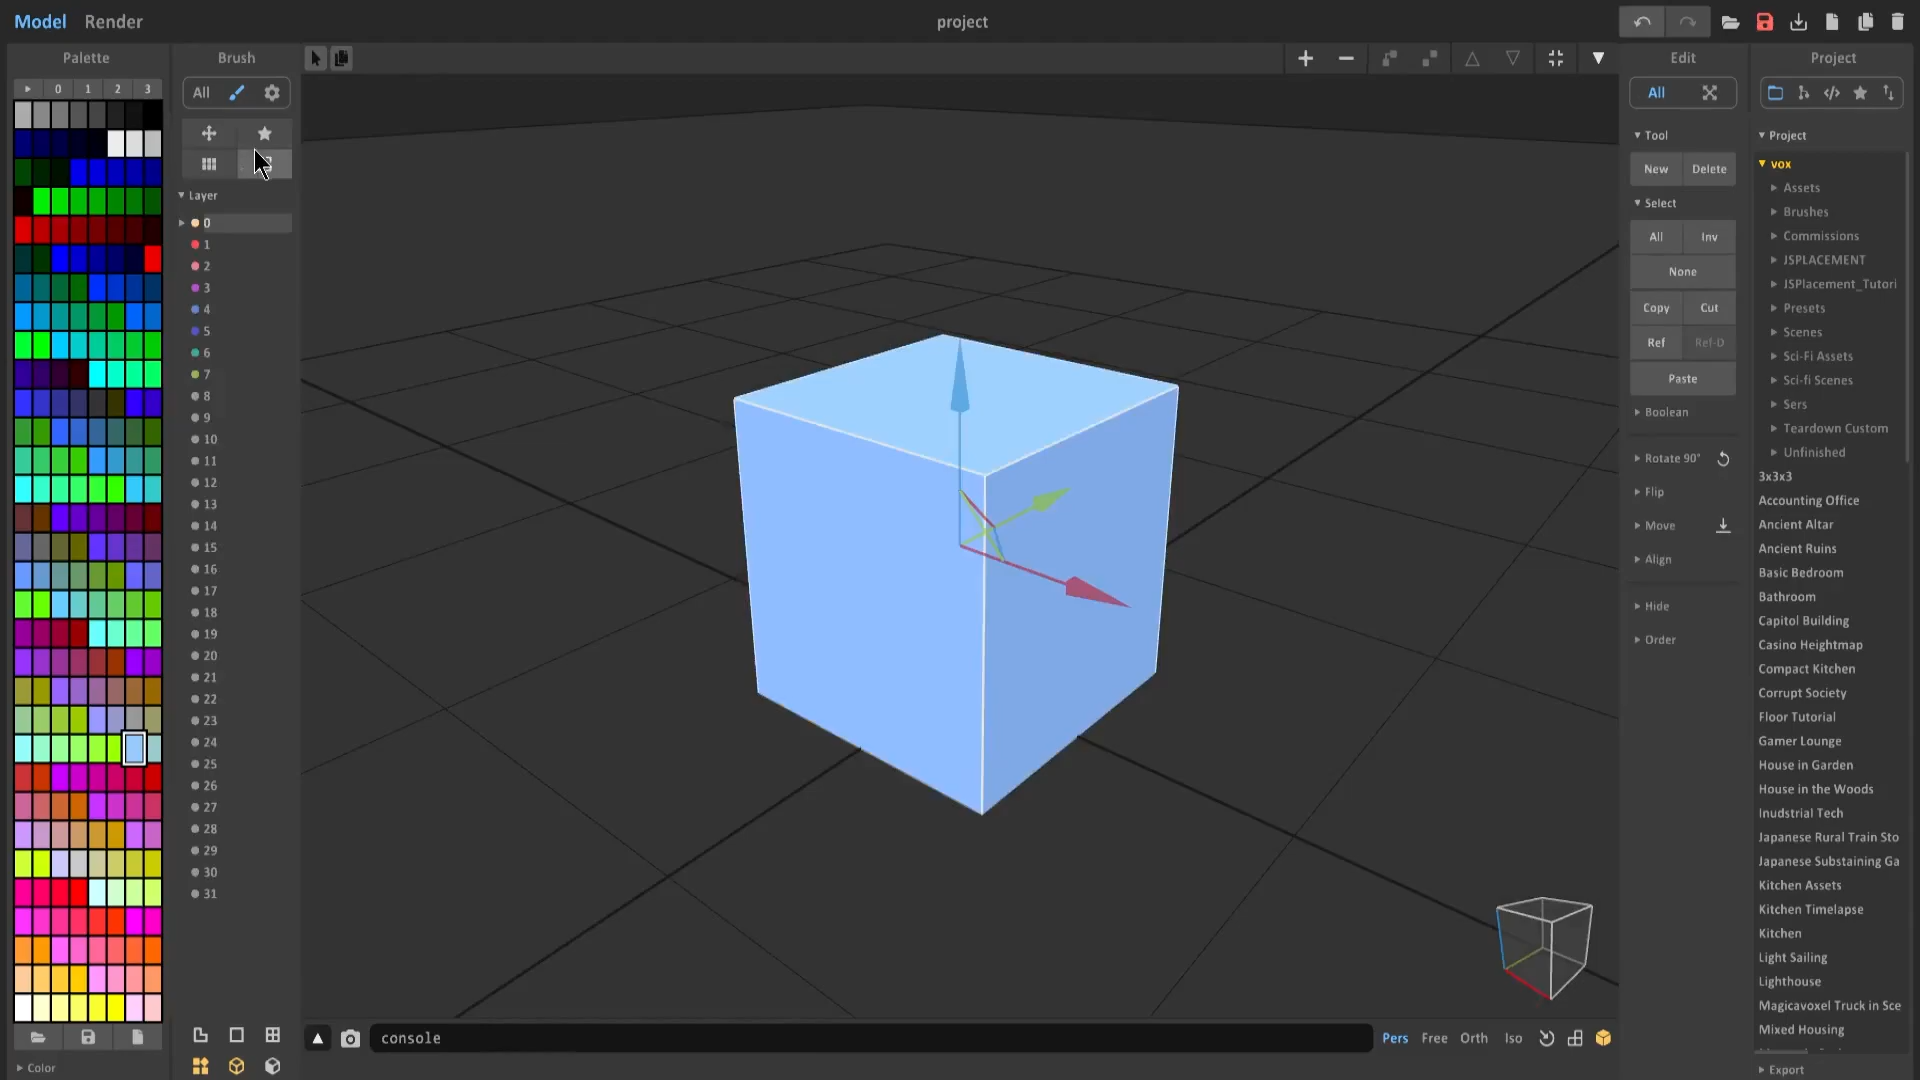 Model Render
project
Palette
0 1 2 3
Color
Brush
All
Layer
0
1
2
3
4
5
6
7
8
9
10
11
12
13
14
15
16
17
18
19
20
21
22
23
24
25
26
27
28
29
30
31
console
Pers Free Orth Iso
Edit
All
Tool
New Delete
Select
All Inv
None
Copy Cut
Ref Ref-D
Paste
Boolean
Rotate 90°
Flip
Move
Align
Hide
Order
Project
Project
vox
Assets
Brushes
Commissions
JSPLACEMENT
JSPlacement_Tutori
Presets
Scenes
Sci-Fi Assets
Sci-fi Scenes
Sers
Teardown Custom
Unfinished
3x3x3
Accounting Office
Ancient Altar
Ancient Ruins
Basic Bedroom
Bathroom
Capitol Building
Casino Heightmap
Compact Kitchen
Corrupt Society
Floor Tutorial
Gamer Lounge
House in Garden
House in the Woods
Inudstrial Tech
Japanese Rural Train Sto
Japanese Substaining Ga
Kitchen Assets
Kitchen Timelapse
Kitchen
Light Sailing
Lighthouse
Magicavoxel Truck in Sce
Mixed Housing
Export